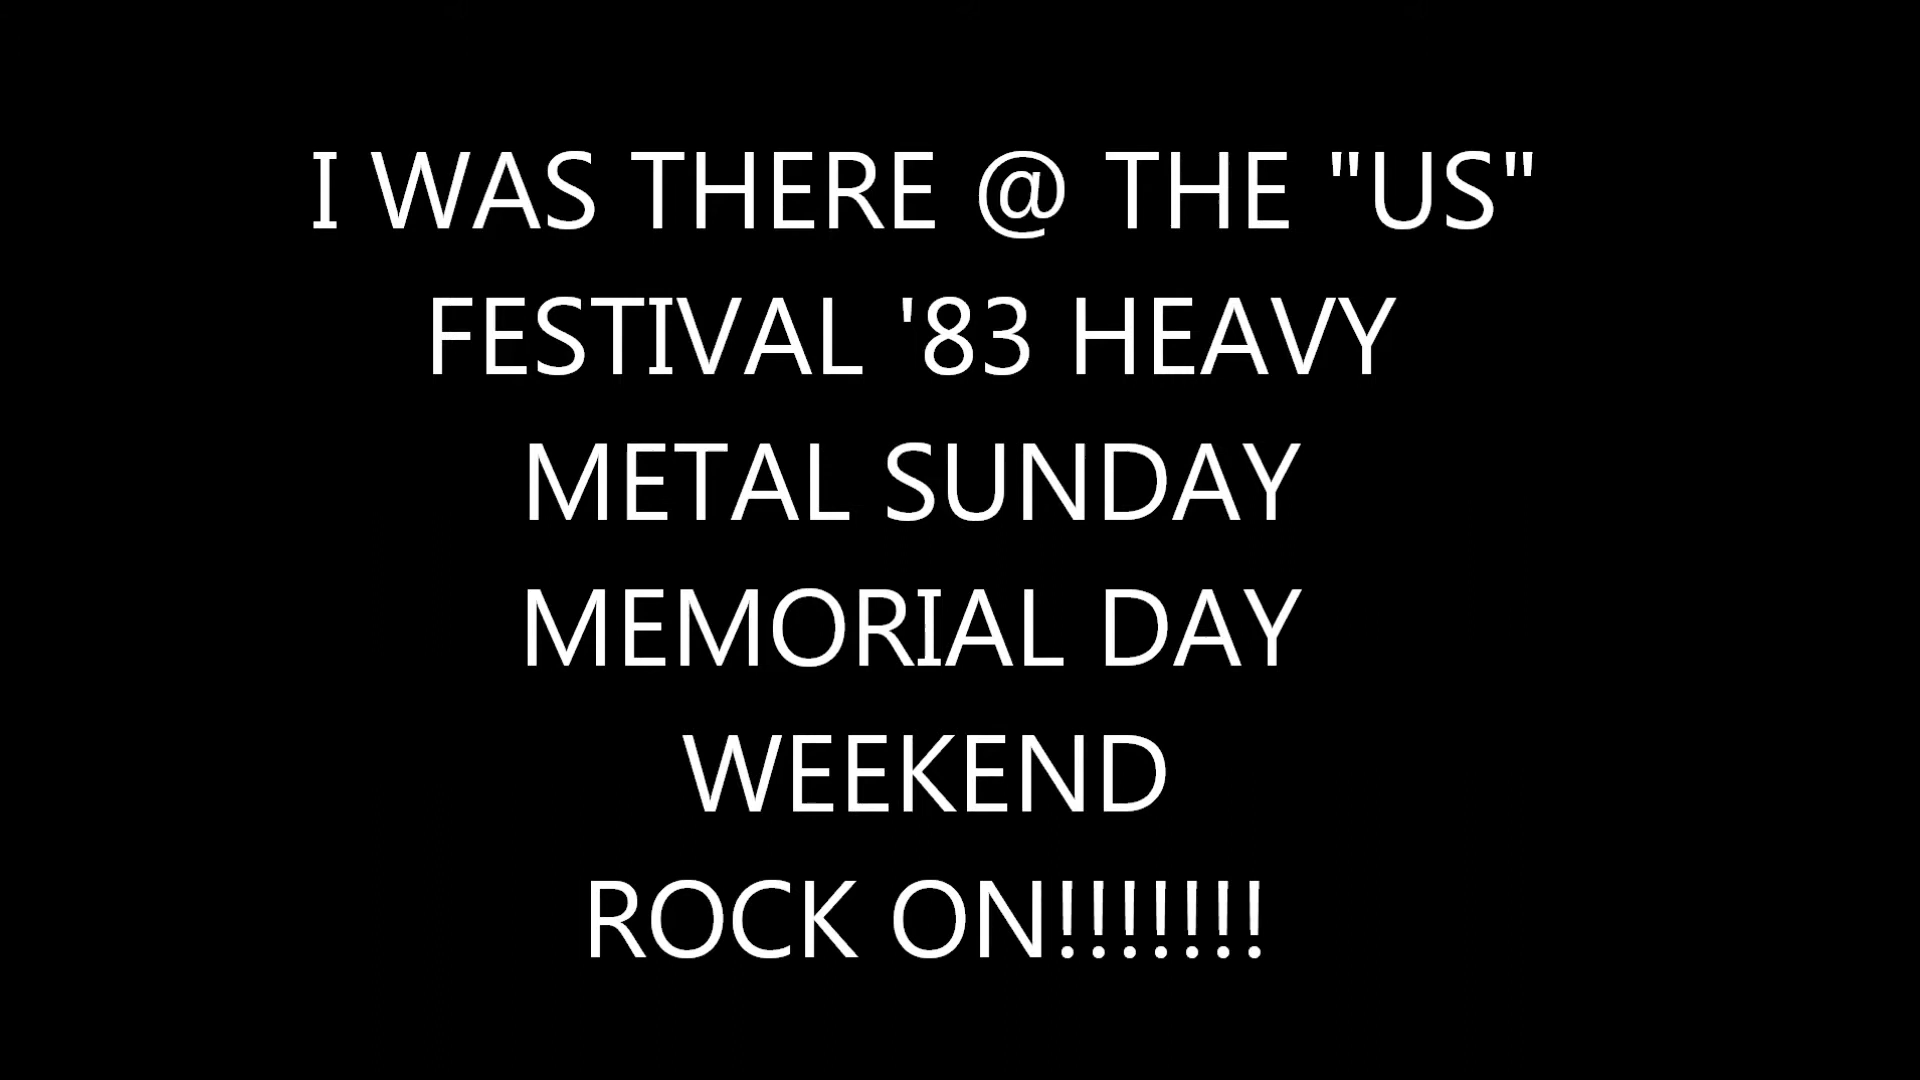 I WAS THERE @ THE "US"
FESTIVAL '83 HEAVY
METAL SUNDAY
MEMORIAL DAY
WEEKEND
ROCK ON!!!!!!!